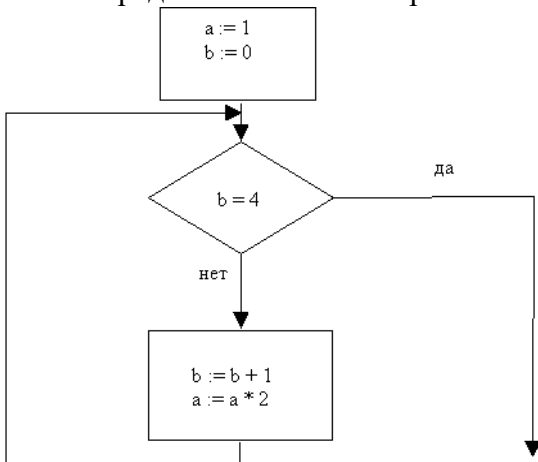 a := 1
b := 0
b = 4
да
нет
b := b + 1
a := a * 2